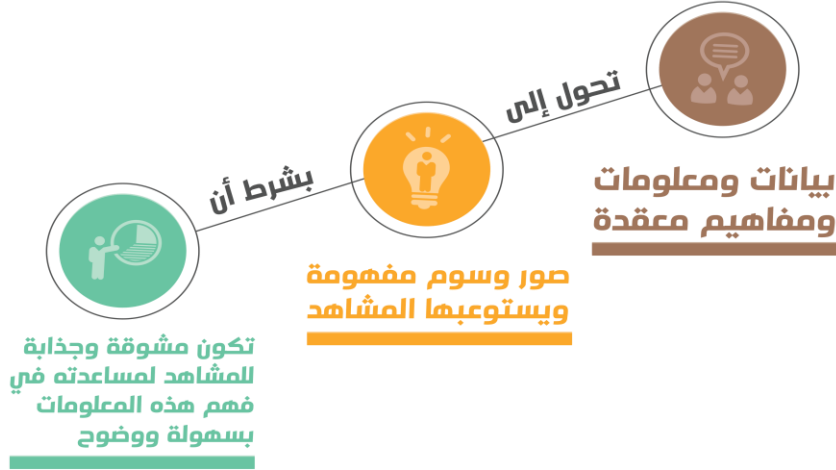 بيانات ومعلومات
ومفاهيم معقدة
تحول إلى
صور وسوم مفهومة
ويستوعبها المشاهد
بشرط أن
تكون مشوقة وجذابة
للمشاهد لمساعدته في
فهم هذه المعلومات
بسهولة ووضوح